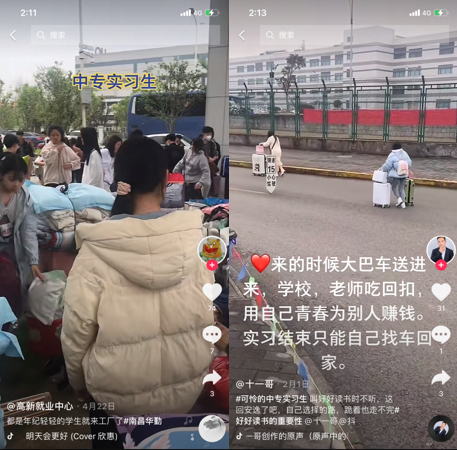 2:11
4G
搜索
中专实习生
24
1
3
@高新就业中心 · 4月22日
都是年纪轻轻的学生就来工厂了#南昌华勤
明天会更好 (Cover 欣惠)
2:13
4G
搜索
❤来的时候大巴车送进
来，学校，老师吃回扣，
用自己青春为别人赚钱。
实习结束只能自己找车回
家。
31
1
3
@十一哥 · 2月1日
#可怜的中专实习生 叫好好读书时不听，这
回安逸了吧，自己选择的路，跪着也走完#
好好读书的重要性 @十一哥 @抖
一哥创作的原声 (原声中的)